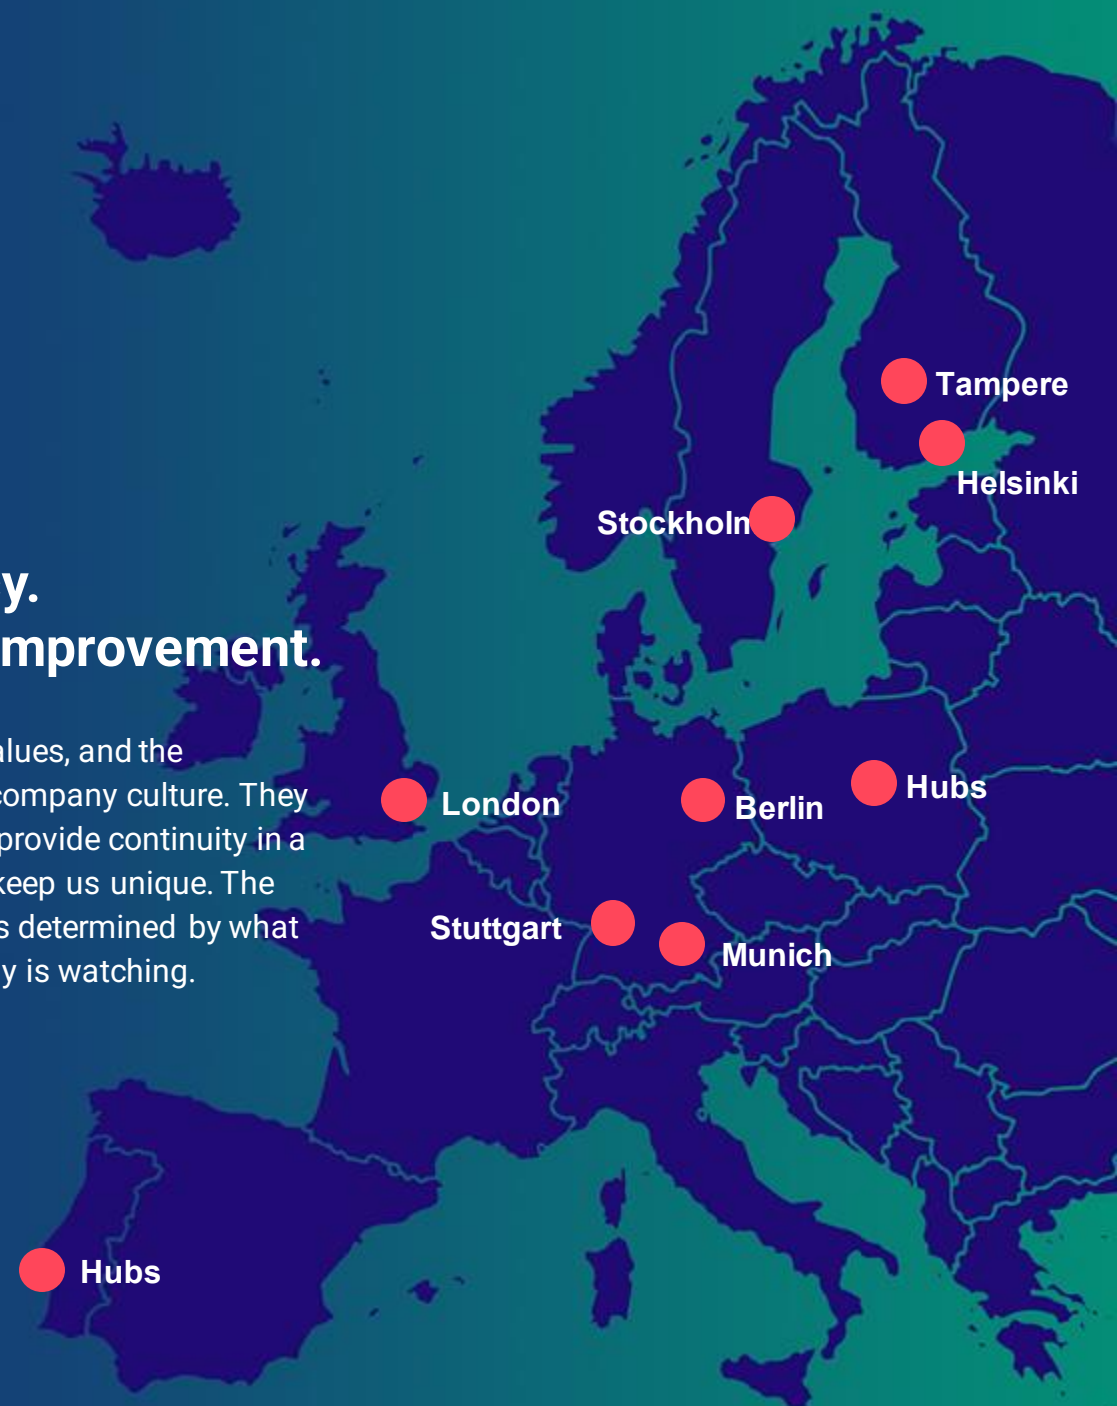 y.
mprovement.
alues, and the
company culture. They
provide continuity in a
keep us unique. The
s determined by what
y is watching.
Tampere
Helsinki
Stockholm
London
Berlin
Hubs
Stuttgart
Munich
Hubs